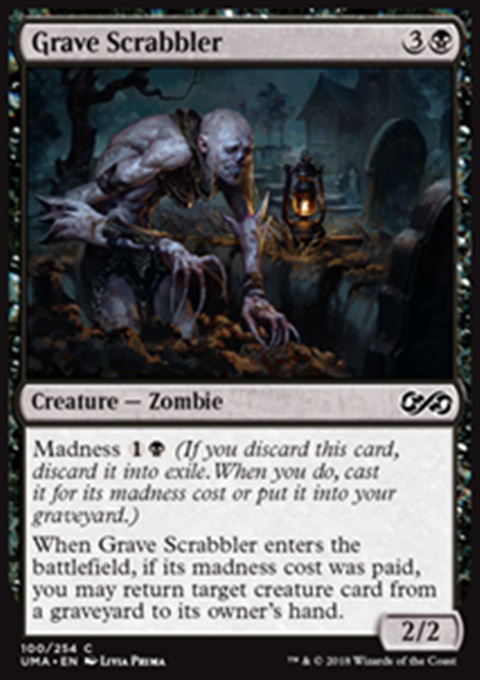 Grave Scrabbler 3
Creature — Zombie
Madness 1 (If you discard this card,
discard it into exile. When you do, cast
it for its madness cost or put it into your
graveyard.)
When Grave Scrabbler enters the
battlefield, if its madness cost was paid,
you may return target creature card from
a graveyard to its owner's hand.
2/2
100/254 C
UMA • EN Livia Prima ™ & © 2018 Wizards of the Coast